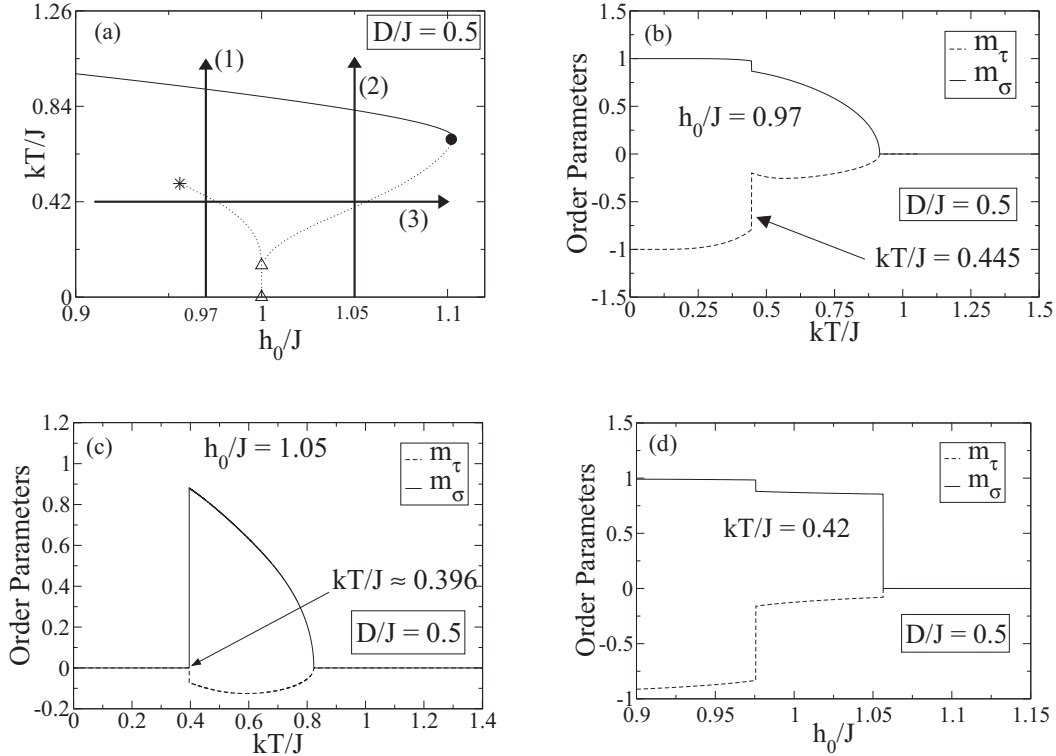 (a)
D/J = 0.5
(1)
(2)
(3)
kT/J
1.26
0.84
0.42
0
0.9
0.97
1
1.05
1.1
h0/J
(b)
mτ
mσ
h0/J = 0.97
D/J = 0.5
kT/J = 0.445
Order Parameters
1.5
1
0.5
0
-0.5
-1
-1.5
0 0.25 0.5 0.75 1 1.25 1.5
kT/J
(c)
h0/J = 1.05
mτ
mσ
kT/J ≈ 0.396
D/J = 0.5
Order Parameters
1.2
1
0.8
0.6
0.4
0.2
0
-0.2
0 0.2 0.4 0.6 0.8 1 1.2 1.4
kT/J
(d)
mτ
mσ
kT/J = 0.42
D/J = 0.5
Order Parameters
1.5
1
0.5
0
-0.5
-1
0.9 0.95 1 1.05 1.1 1.15
h0/J